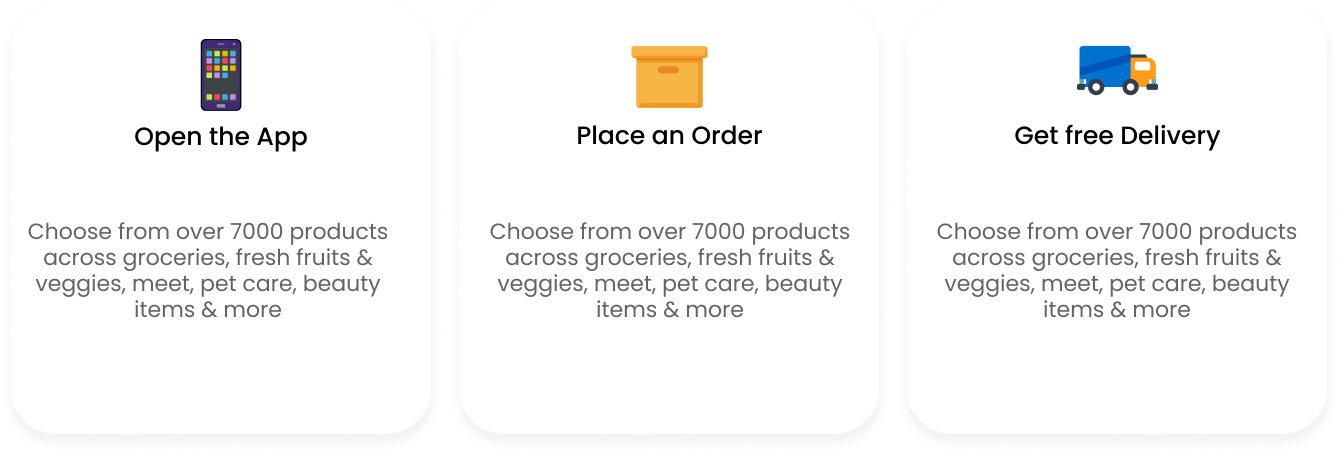 Open the App
Choose from over 7000 products
across groceries, fresh fruits &
veggies, meet, pet care, beauty
items & more
Place an Order
Choose from over 7000 products
across groceries, fresh fruits &
veggies, meet, pet care, beauty
items & more
Get free Delivery
Choose from over 7000 products
across groceries, fresh fruits &
veggies, meet, pet care, beauty
items & more